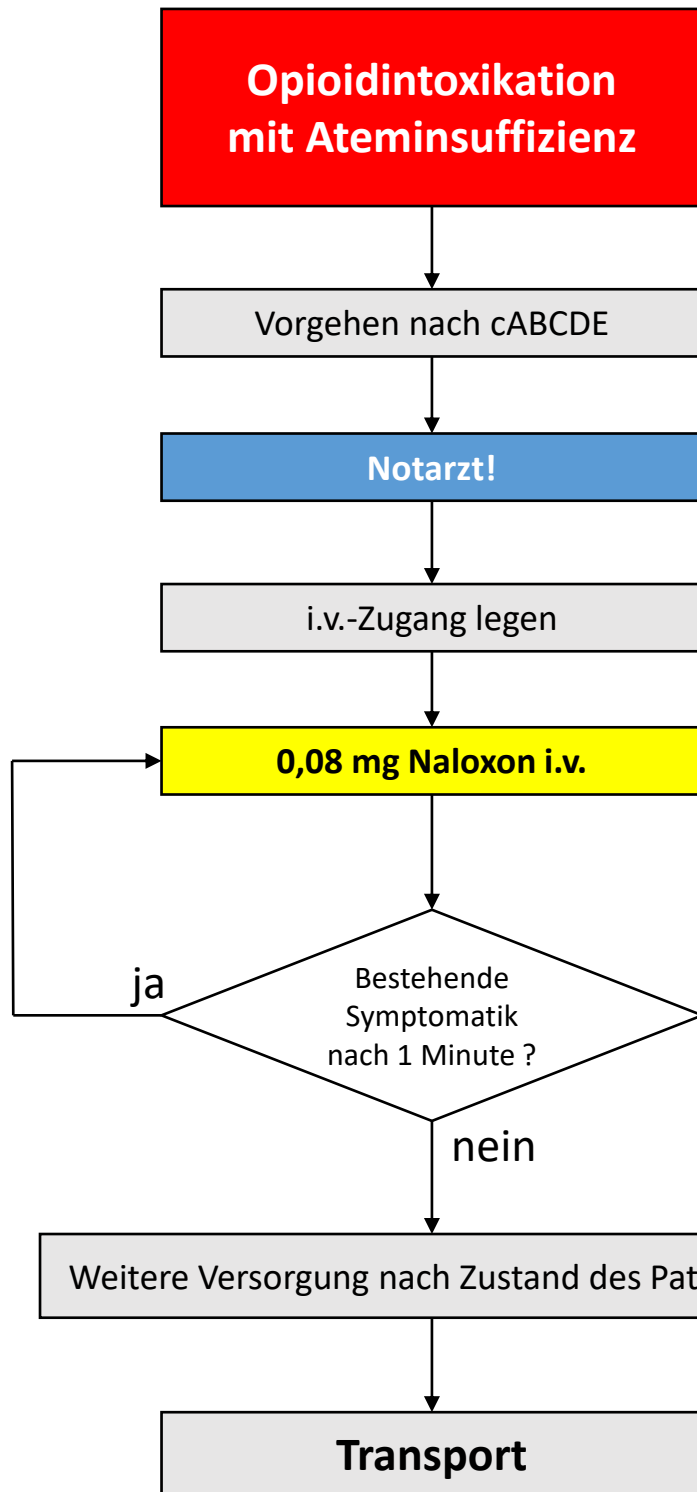 Opioidintoxikation
mit Ateminsuffizienz
Vorgehen nach cABCDE
Notarzt!
i.v.-Zugang legen
0,08 mg Naloxon i.v.
ja
Bestehende
Symptomatik
nach 1 Minute ?
nein
Weitere Versorgung nach Zustand des Pat
Transport